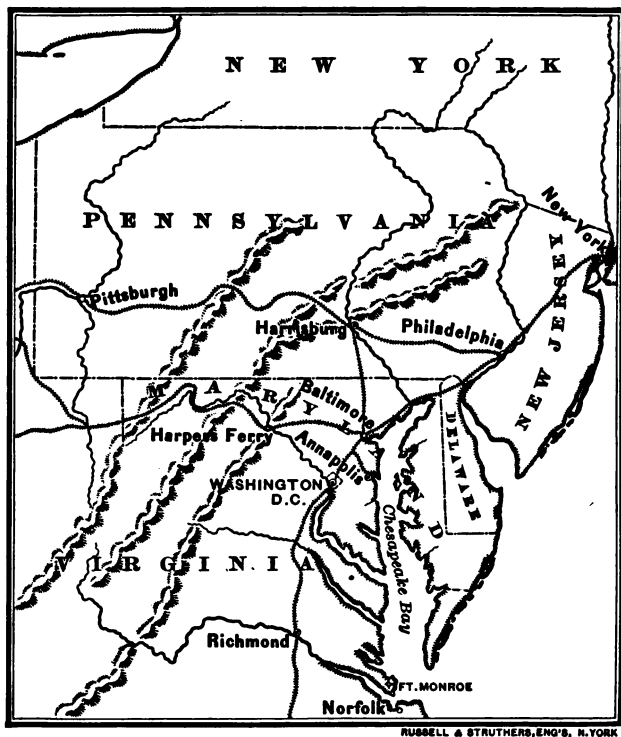 NEW YORK
PENNSYLVANIA
New-York
NEW JERSEY
Pittsburgh
Harrisburg
Philadelphia
MARYLAND
Baltimore
DELAWARE
Harpers Ferry
Annapolis
WASHINGTON
D.C.
Chesapeake Bay
VIRGINIA
Richmond
FT. MONROE
Norfolk
RUSSELL & STRUTHERS, ENG'S, N.YORK